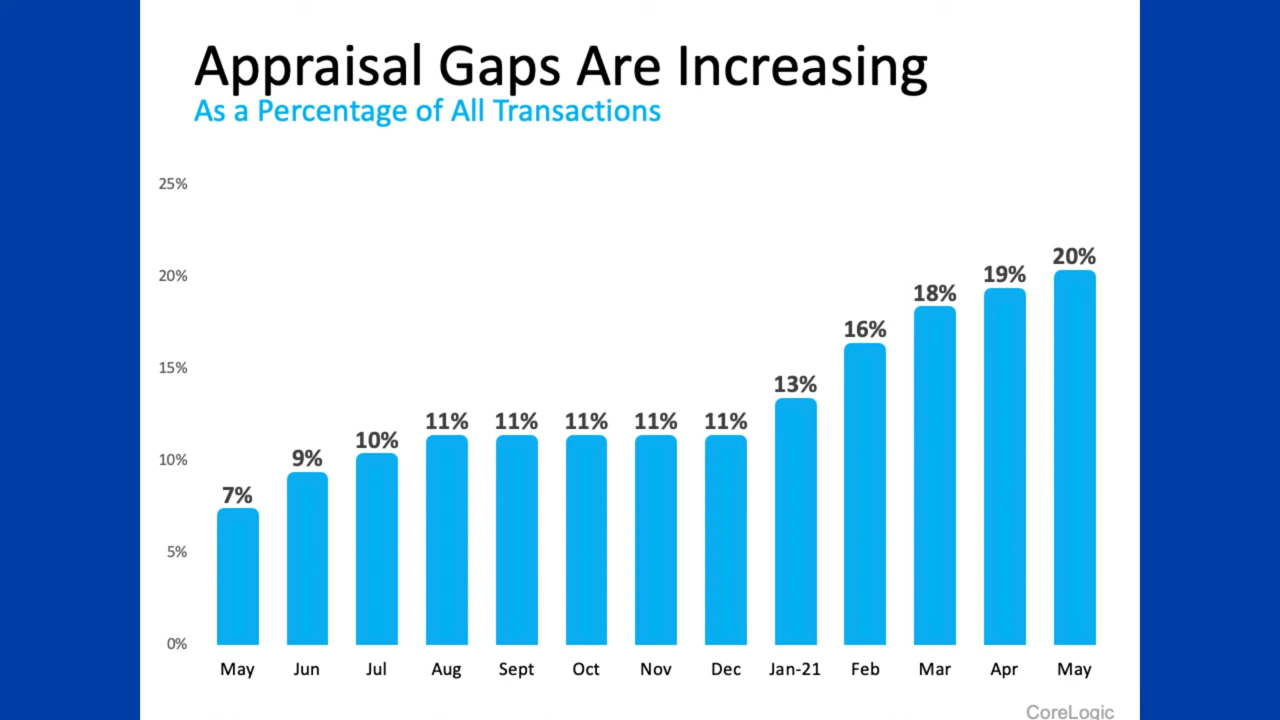 Appraisal Gaps Are Increasing
As a Percentage of All Transactions
25%
20%
15%
10%
5%
0%
7%
9%
10%
11%
11%
11%
11%
11%
13%
16%
18%
19%
20%
May
Jun
Jul
Aug
Sept
Oct
Nov
Dec
Jan-21
Feb
Mar
Apr
May
CoreLogic